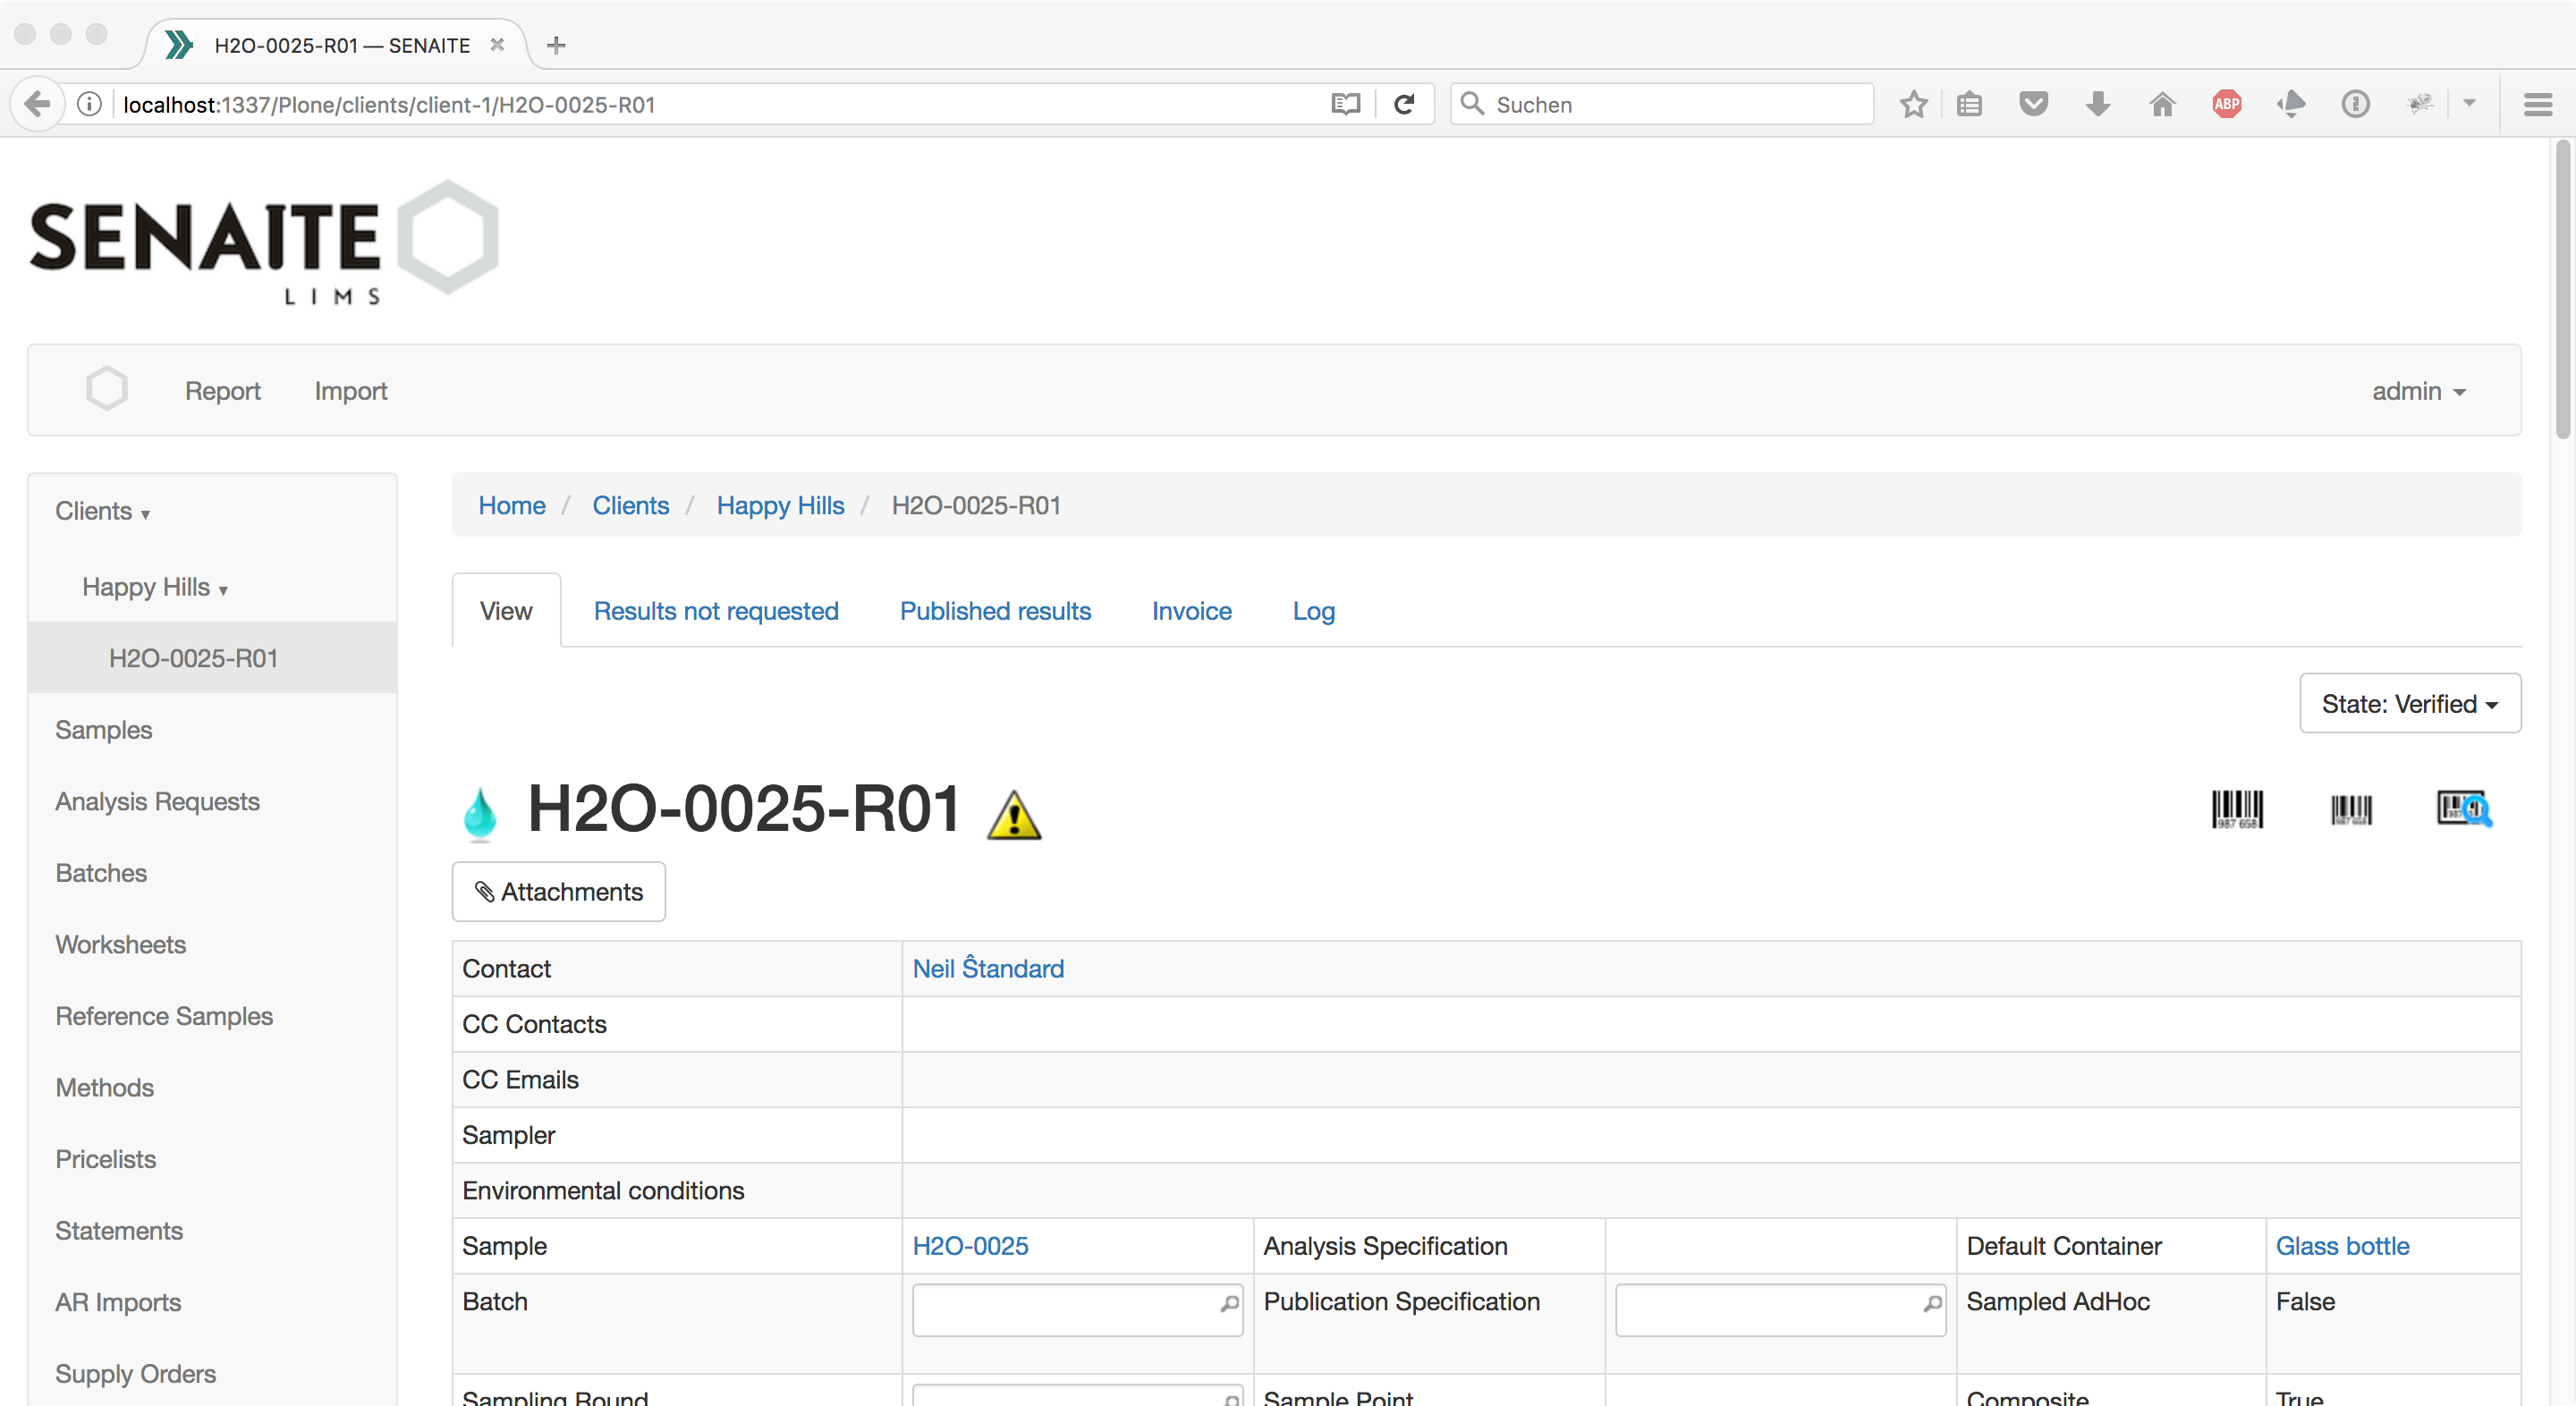 H2O-0025-R01 — SENAITE
localhost:1337/Plone/clients/client-1/H2O-0025-R01
Suchen
ABP
SENAITE
LIMS
Report Import admin
Clients
Happy Hills
H2O-0025-R01
Samples
Analysis Requests
Batches
Worksheets
Reference Samples
Methods
Pricelists
Statements
AR Imports
Supply Orders
Home / Clients / Happy Hills / H2O-0025-R01
View Results not requested Published results Invoice Log
State: Verified
H2O-0025-R01
Attachments
Contact Neil Ŝtandard
CC Contacts
CC Emails
Sampler
Environmental conditions
Sample H2O-0025 Analysis Specification Default Container Glass bottle
Batch Publication Specification Sampled AdHoc False
Sampling Round Sample Point Composite True